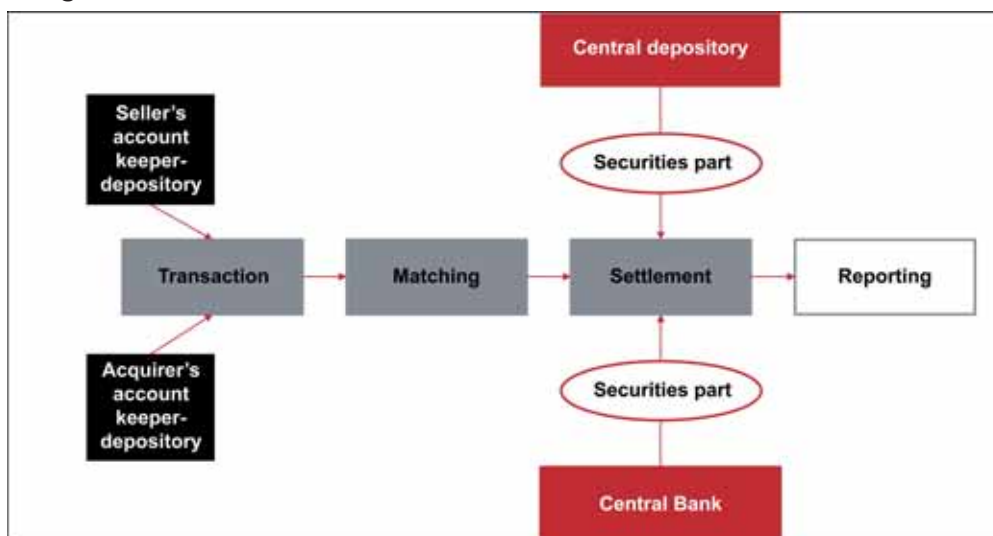 Central depository
Seller's
account
keeper-
depository
Securities part
Transaction
Matching
Settlement
Reporting
Acquirer's
account
keeper-
depository
Securities part
Central Bank